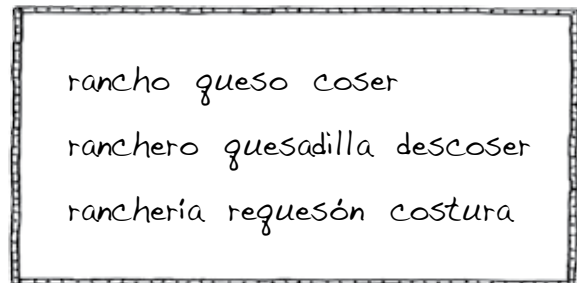 rancho queso coser
ranchero quesadilla descoser
ranchería requesón costura